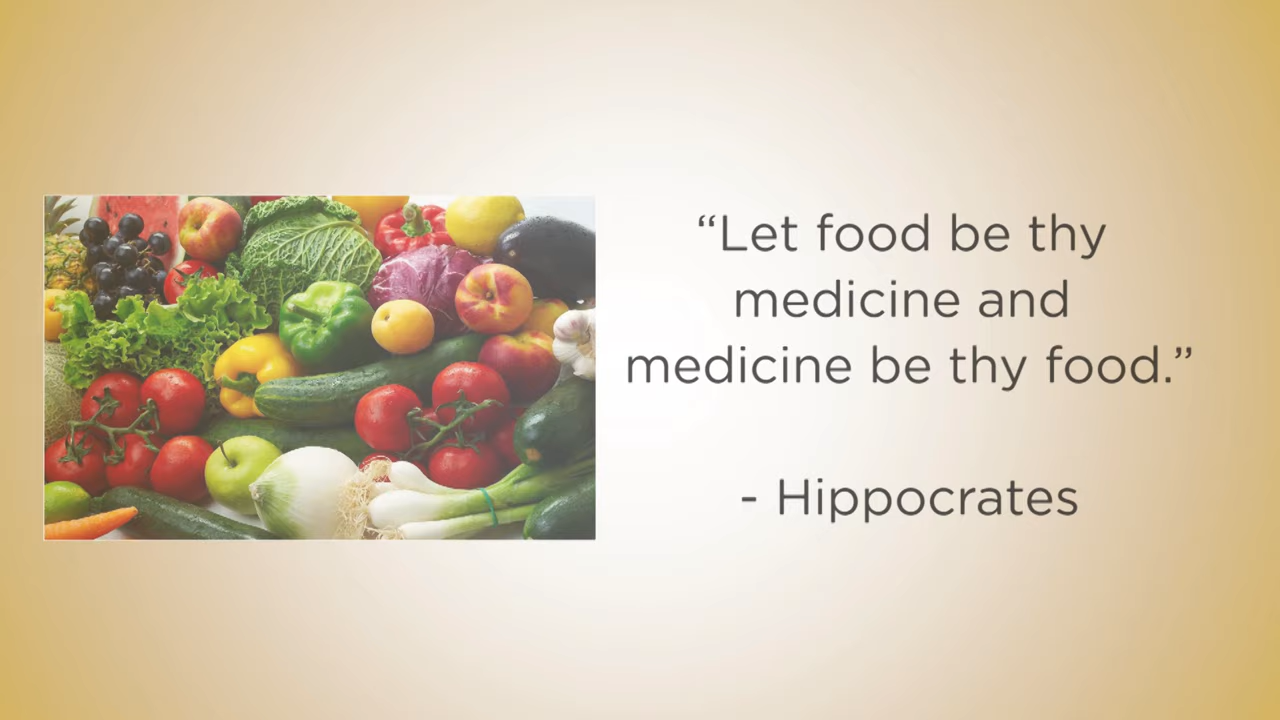 “Let food be thy
medicine and
medicine be thy food.”
- Hippocrates